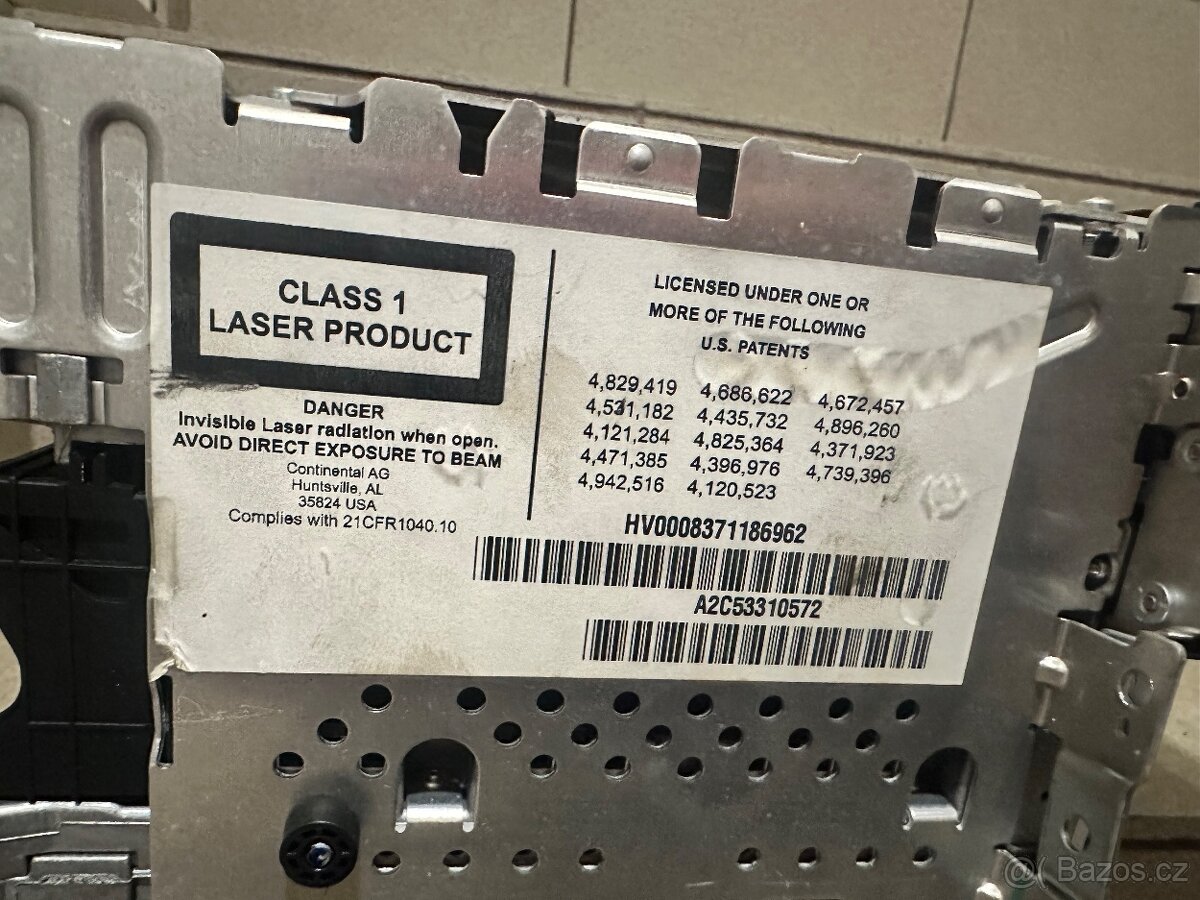 CLASS 1
LASER PRODUCT
DANGER
Invisible Laser radiation when open.
AVOID DIRECT EXPOSURE TO BEAM
Continental AG
Huntsville, AL
35824 USA
Complies with 21CFR1040.10
LICENSED UNDER ONE OR
MORE OF THE FOLLOWING
U.S. PATENTS
4,829,419 4,686,622 4,672,457
4,531,182 4,435,732 4,896,260
4,121,284 4,825,364 4,371,923
4,471,385 4,396,976 4,739,396
4,942,516 4,120,523
HV0008371186962
A2C53310572
Bazos.cz